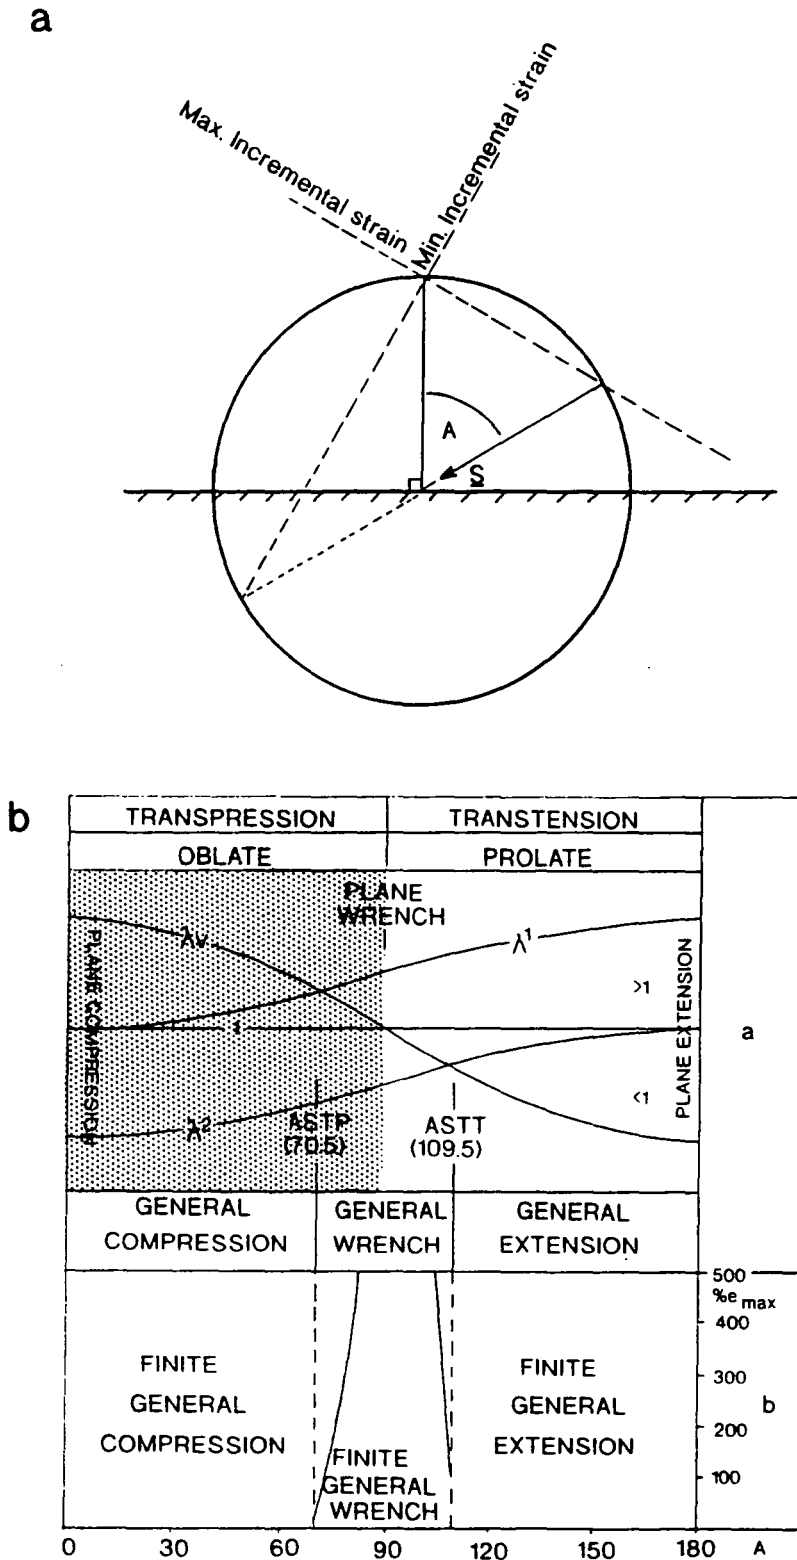 a
Max. Incremental strain
Min. Incremental strain
A
S
b
TRANSPRESSION
TRANSTENSION
OBLATE
PROLATE
PLANE
WRENCH
λv
λ¹
PLANE COMPRESSION
>1
PLANE EXTENSION
1
a
<1
λ²
ASTP
(70.5)
ASTT
(109.5)
GENERAL
COMPRESSION
GENERAL
WRENCH
GENERAL
EXTENSION
500
%e max
400
FINITE
GENERAL
COMPRESSION
FINITE
GENERAL
EXTENSION
300
b
200
FINITE
GENERAL
WRENCH
100
0 30 60 90 120 150 180 A